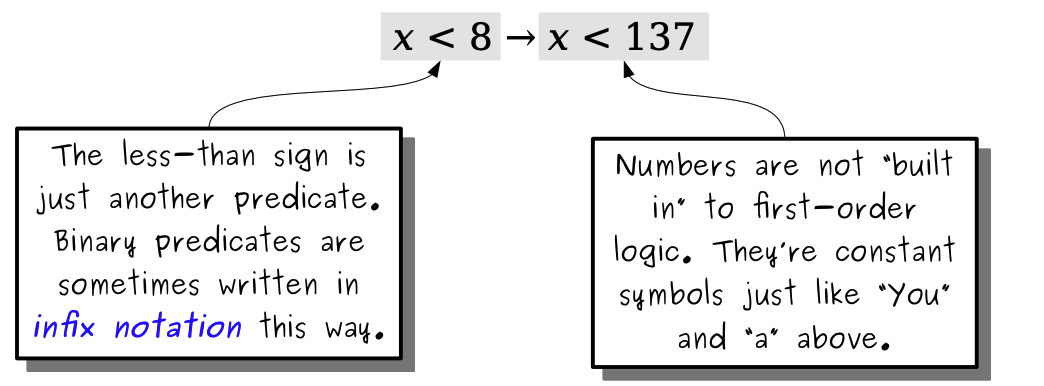 x < 8 → x < 137
The less-than sign is
just another predicate.
Binary predicates are
sometimes written in
infix notation this way.
Numbers are not "built
in" to first-order
logic. They're constant
symbols just like "You"
and "a" above.